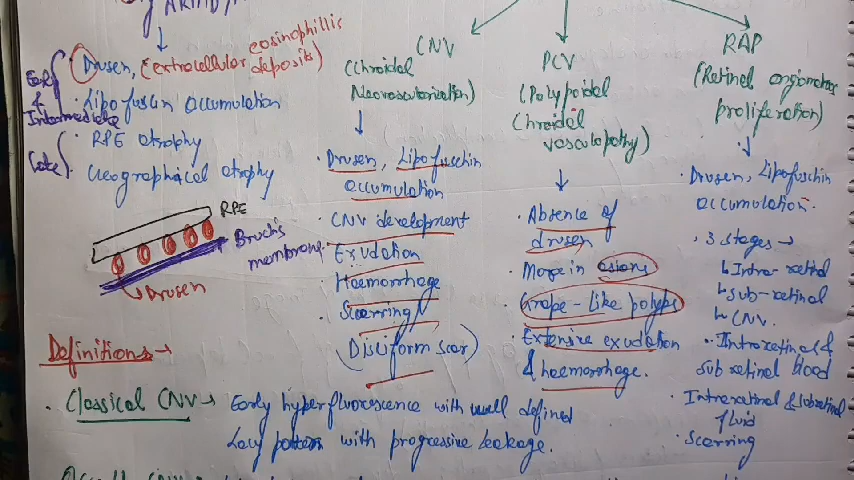 Drusen, (extracellular eosinophillis deposits)
Early & Intermediate
Lipofuscin accumulation
Late
RPE atrophy
Geographical atrophy
RPE
Bruch's membrane
Drusen
CNV
(Choroidal
Neovascularization)
Drusen, Lipofuschin
accumulation
CNV development
Exudation
Haemorrhage
Scarring
(Disciform scar)
PCV
(Polypoidal
Choroidal
vasculopathy)
Absence of
drusen
More in asians
Grape-like polyps
Extensive exudation
& haemorrhage.
RAP
(Retinal angiomatous
proliferation)
Drusen, Lipofuschin
accumulation.
3 stages →
↳ Intra-retinal
↳ sub-retinal
↳ CNV.
Intraretinal &
sub retinal blood
Intraretinal & subretinal
fluid
Scarring
Definitions →
Classical CNV → Early hyperfluorescence with well defined
Lacy pattern with progressive leakage.